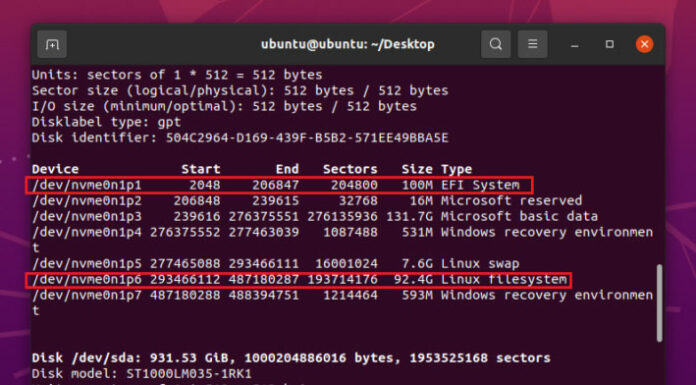 ubuntu@ubuntu: ~/Desktop
Units: sectors of 1 * 512 = 512 bytes
Sector size (logical/physical): 512 bytes / 512 bytes
I/O size (minimum/optimal): 512 bytes / 512 bytes
Disklabel type: gpt
Disk identifier: 504C2964-D169-439F-B5B2-571EE49BBA5E
Device Start End Sectors Size Type
/dev/nvme0n1p1 2048 206847 204800 100M EFI System
/dev/nvme0n1p2 206848 239615 32768 16M Microsoft reserved
/dev/nvme0n1p3 239616 276375551 276135936 131.7G Microsoft basic data
/dev/nvme0n1p4 276375552 277463039 1087488 531M Windows recovery environmen
t
/dev/nvme0n1p5 277465088 293466111 16001024 7.6G Linux swap
/dev/nvme0n1p6 293466112 487180287 193714176 92.4G Linux filesystem
/dev/nvme0n1p7 487180288 488394751 1214464 593M Windows recovery environmen
t
Disk /dev/sda: 931.53 GiB, 1000204886016 bytes, 1953525168 sectors
Disk model: ST1000LM035-1RK1